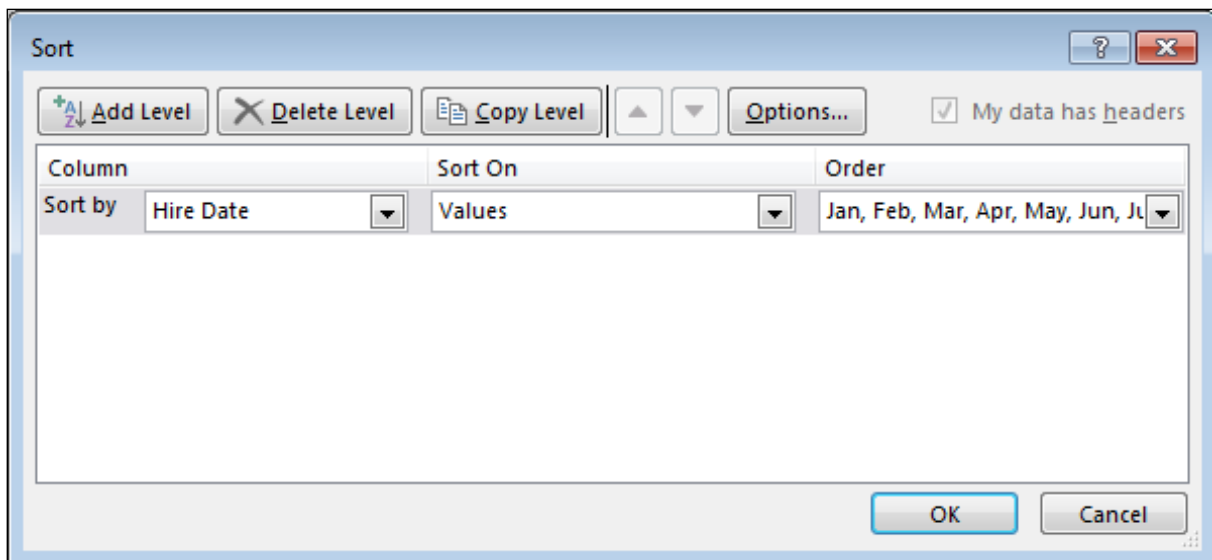 Sort
Add Level Delete Level Copy Level Options... My data has headers
Column Sort On Order
Sort by Hire Date Values Jan, Feb, Mar, Apr, May, Jun,
OK Cancel